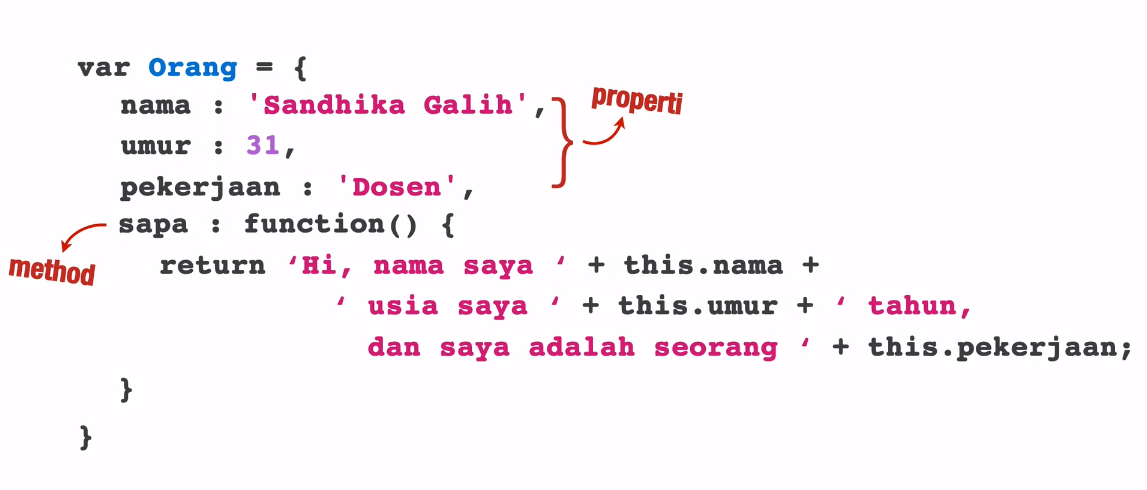 var Orang = {
nama : 'Sandhika Galih',
properti
umur : 31,
pekerjaan : 'Dosen',
sapa : function() {
method
return ‘Hi, nama saya ‘ + this.nama +
‘ usia saya ‘ + this.umur + ‘ tahun,
dan saya adalah seorang ‘ + this.pekerjaan;
}
}